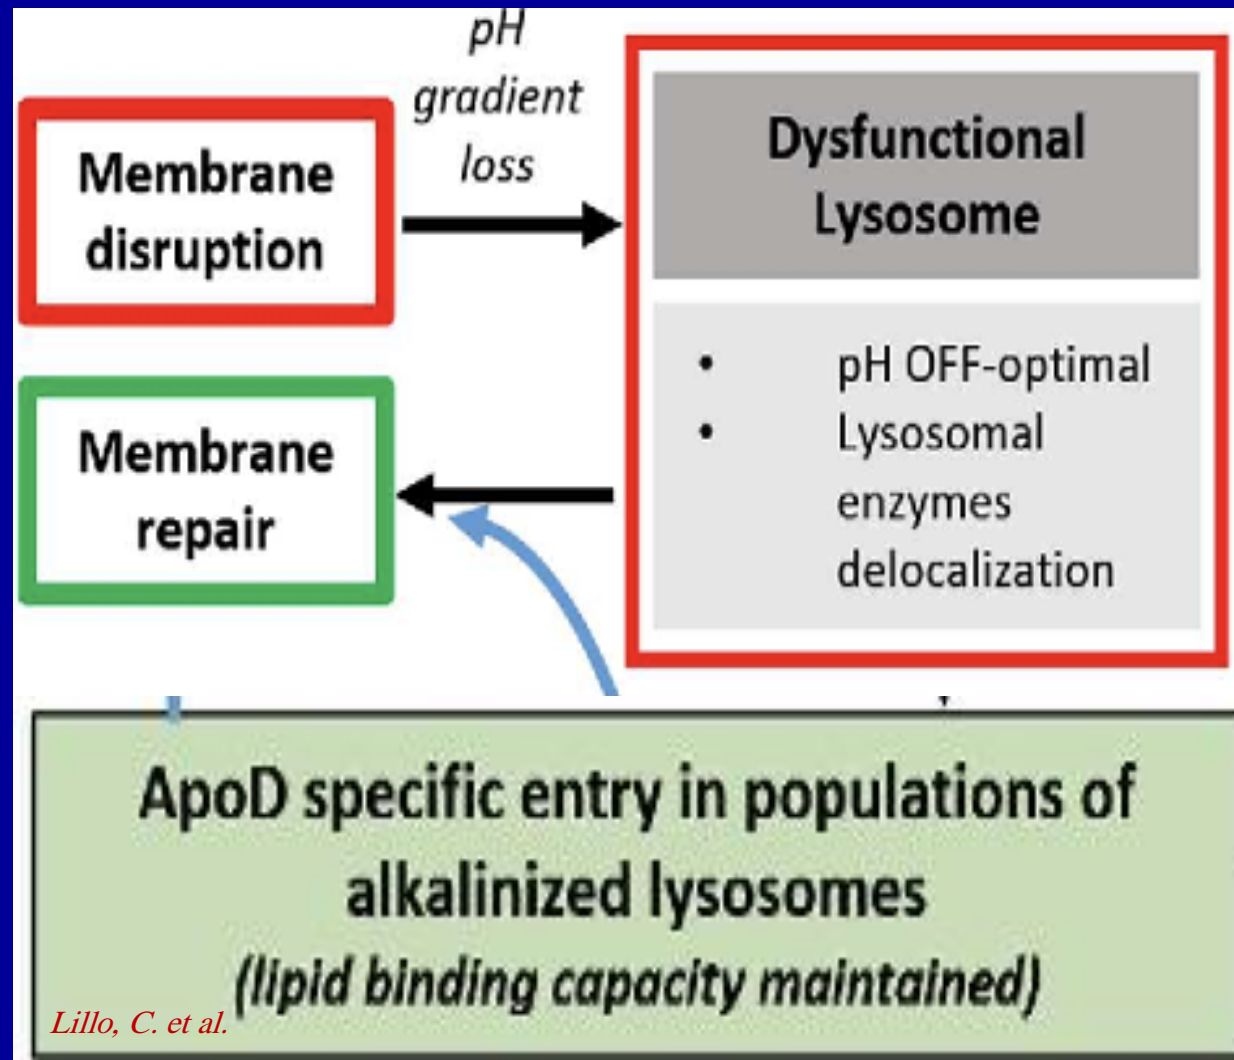 Membrane
disruption
pH
gradient
loss
Dysfunctional
Lysosome
• pH OFF-optimal
• Lysosomal
enzymes
delocalization
Membrane
repair
ApoD specific entry in populations of
alkalinized lysosomes
(lipid binding capacity maintained)
Lillo, C. et al.